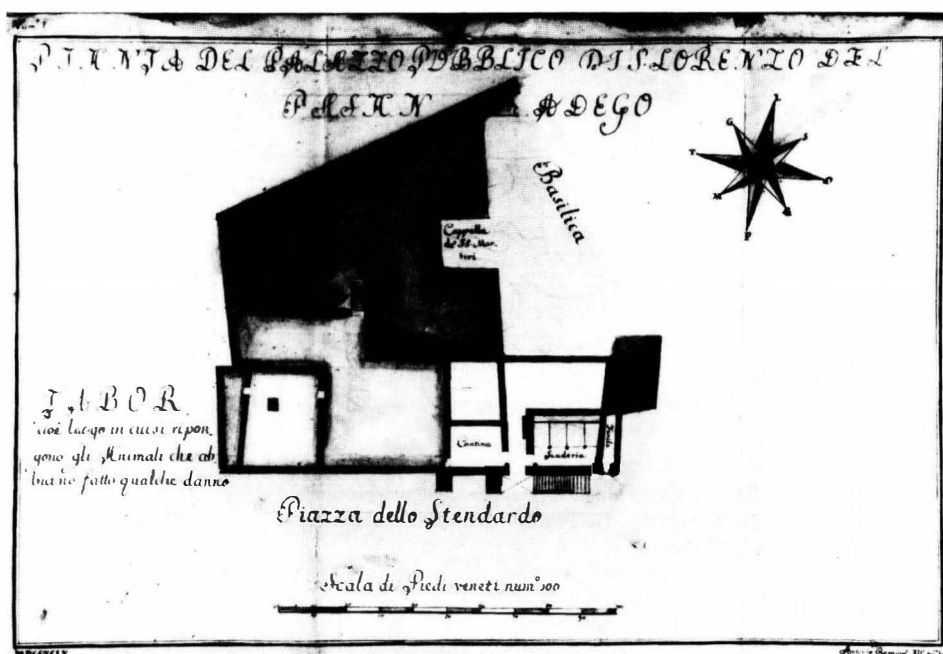 PIANTA DEL PALAZZO PUBBLICO DI S. LORENZO DEL
PASAN ADEGO
Basilica
Cappella
de' SS. Mar-
tiri
TABOR
cioè luogo in cui si ripon
gono gli Animali che ab
biano fatto qualche danno
Cantina
Scuderia
Piazza dello Stendardo
Scala di Piedi veneti num.º 100